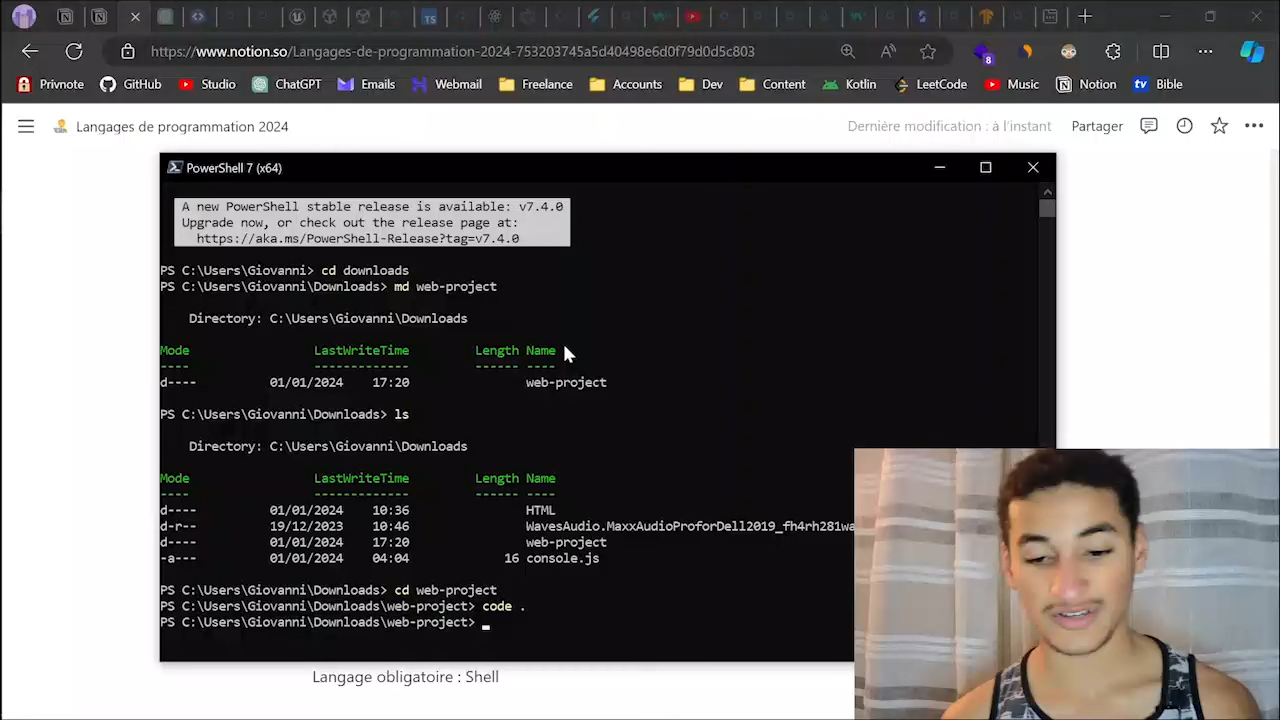 TS
https://www.notion.so/Langages-de-programmation-2024-753203745a5d40498e6d0f79d0d5c803
8
Privnote GitHub Studio ChatGPT Emails Webmail Freelance Accounts Dev Content Kotlin LeetCode Music Notion tv Bible
Langages de programmation 2024 Dernière modification : à l'instant Partager
PowerShell 7 (x64)
A new PowerShell stable release is available: v7.4.0
Upgrade now, or check out the release page at:
https://aka.ms/PowerShell-Release?tag=v7.4.0
PS C:\Users\Giovanni> cd downloads
PS C:\Users\Giovanni\Downloads> md web-project
Directory: C:\Users\Giovanni\Downloads
Mode LastWriteTime Length Name
---- ------------- ------ ----
d---- 01/01/2024 17:20 web-project
PS C:\Users\Giovanni\Downloads> ls
Directory: C:\Users\Giovanni\Downloads
Mode LastWriteTime Length Name
---- ------------- ------ ----
d---- 01/01/2024 10:36 HTML
d-r-- 19/12/2023 10:46 WavesAudio.MaxxAudioProforDell2019_fh4rh281wa
d---- 01/01/2024 17:20 web-project
-a--- 01/01/2024 04:04 16 console.js
PS C:\Users\Giovanni\Downloads> cd web-project
PS C:\Users\Giovanni\Downloads\web-project> code .
PS C:\Users\Giovanni\Downloads\web-project>
Langage obligatoire : Shell